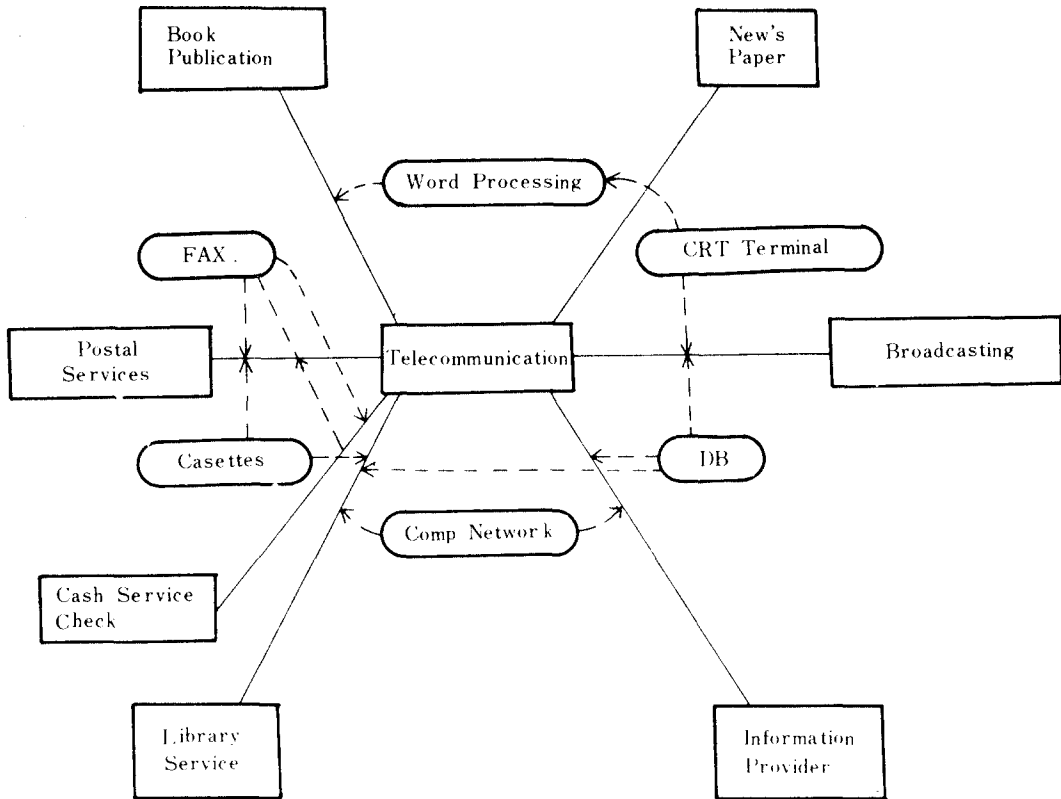 Book
Publication
New's
Paper
Word Processing
FAX.
CRT Terminal
Postal
Services
Telecommunication
Broadcasting
Casettes
DB
Comp Network
Cash Service
Check
Library
Service
Information
Provider